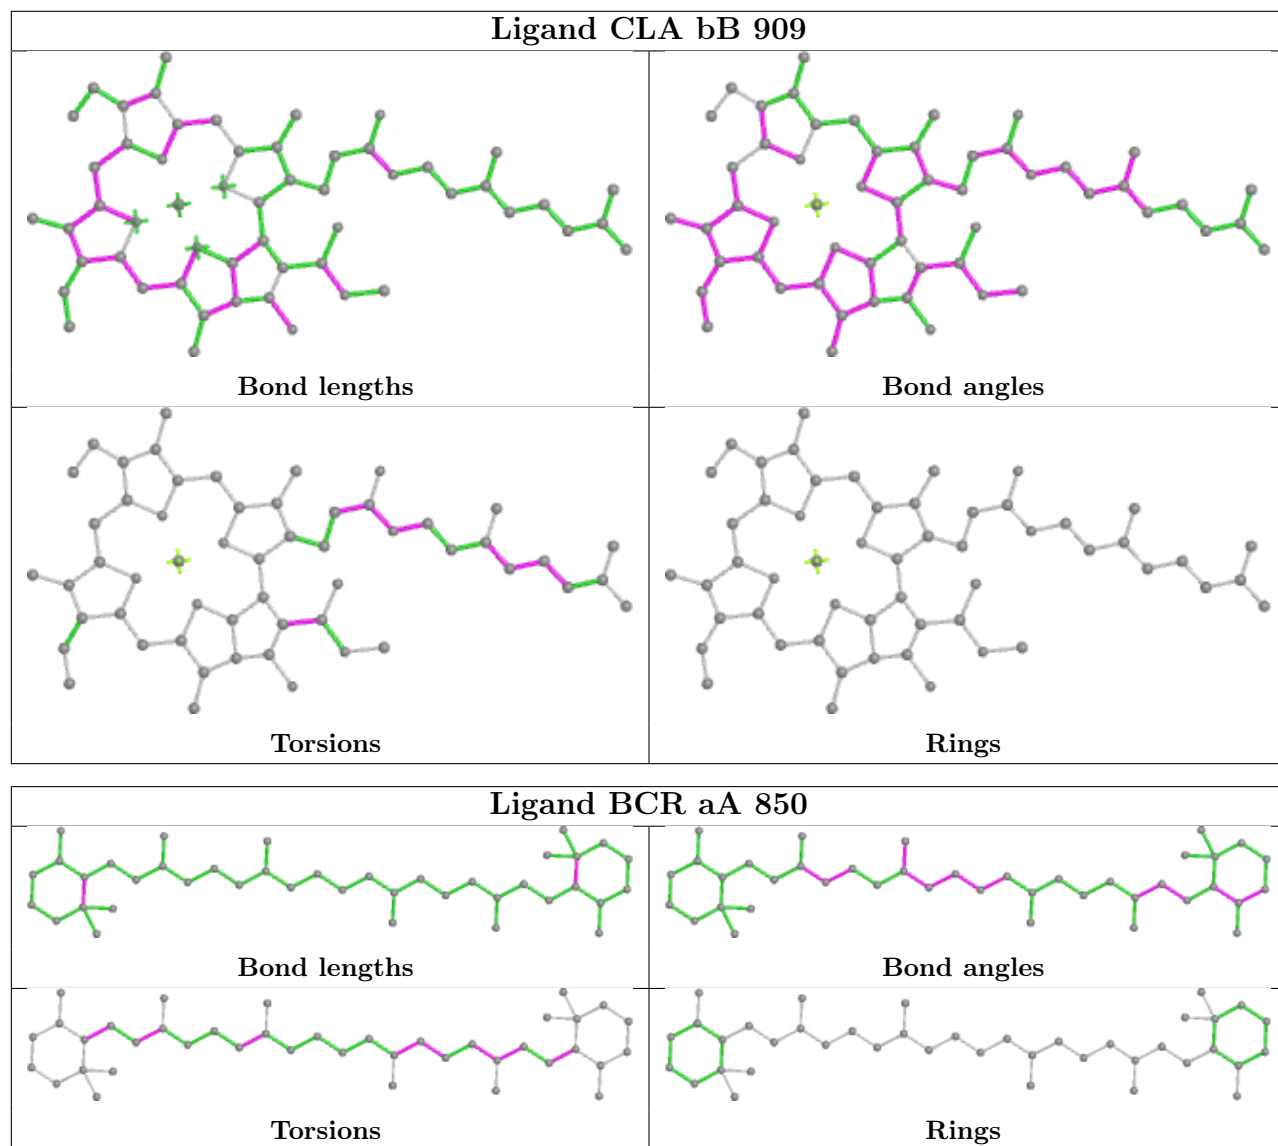 Ligand CLA bB 909
Bond lengths
Bond angles
Torsions
Rings
Ligand BCR aA 850
Bond lengths
Bond angles
Torsions
Rings